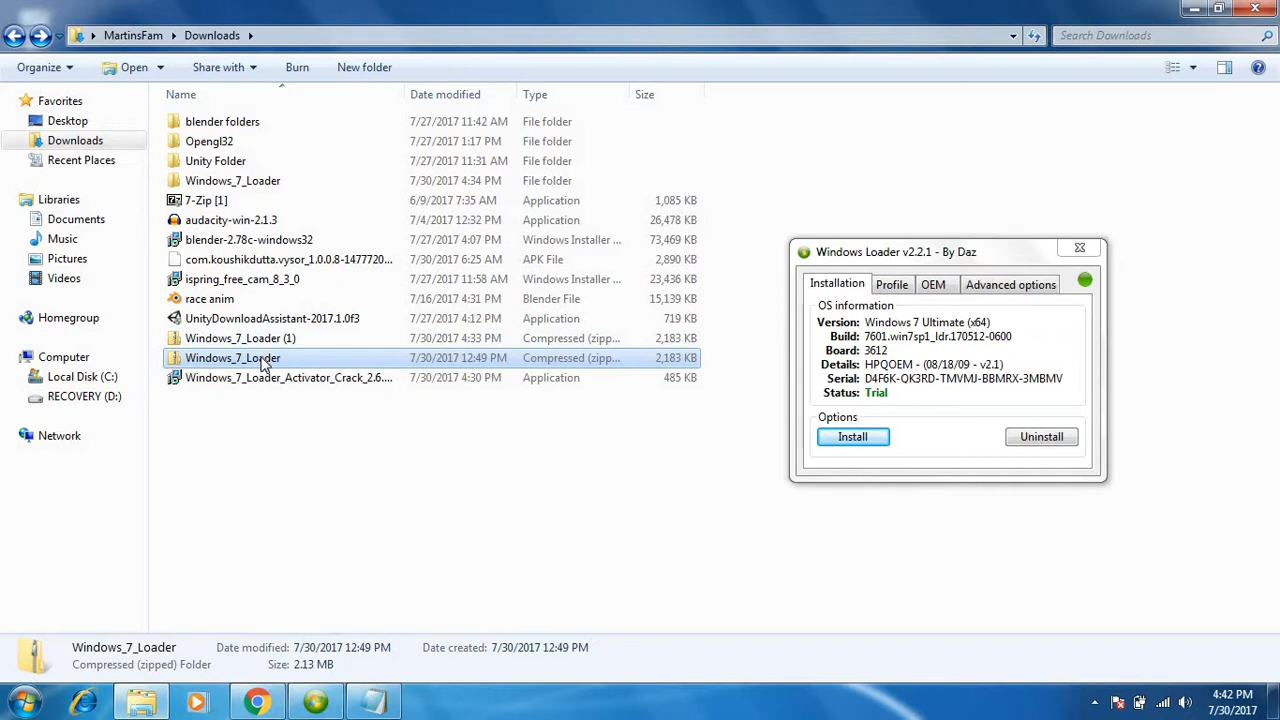 MartinsFam Downloads
Search Downloads
Organize Open Share with Burn New folder
Favorites
Desktop
Downloads
Recent Places
Libraries
Documents
Music
Pictures
Videos
Homegroup
Computer
Local Disk (C:)
RECOVERY (D:)
Network
Name Date modified Type Size
blender folders 7/27/2017 11:42 AM File folder
Opengl32 7/27/2017 1:17 PM File folder
Unity Folder 7/27/2017 11:31 AM File folder
Windows_7_Loader 7/30/2017 4:34 PM File folder
7-Zip [1] 6/9/2017 7:35 AM Application 1,085 KB
audacity-win-2.1.3 7/4/2017 12:32 PM Application 26,478 KB
blender-2.78c-windows32 7/27/2017 4:07 PM Windows Installer ... 73,469 KB
com.koushikdutta.vysor_1.0.0.8-1477720... 7/30/2017 6:25 AM APK File 2,890 KB
ispring_free_cam_8_3_0 7/27/2017 11:58 AM Windows Installer ... 23,436 KB
race anim 7/16/2017 4:31 PM Blender File 15,139 KB
UnityDownloadAssistant-2017.1.0f3 7/27/2017 4:12 PM Application 719 KB
Windows_7_Loader (1) 7/30/2017 4:33 PM Compressed (zipp... 2,183 KB
Windows_7_Loader 7/30/2017 12:49 PM Compressed (zipp... 2,183 KB
Windows_7_Loader_Activator_Crack_2.6.... 7/30/2017 4:30 PM Application 485 KB
Windows Loader v2.2.1 - By Daz
Installation Profile OEM Advanced options
OS information
Version: Windows 7 Ultimate (x64)
Build: 7601.win7sp1_ldr.170512-0600
Board: 3612
Details: HPQOEM - (08/18/09 - v2.1)
Serial: D4F6K-QK3RD-TMVMJ-BBMRX-3MBMV
Status: Trial
Options
Install Uninstall
Windows_7_Loader Date modified: 7/30/2017 12:49 PM Date created: 7/30/2017 12:49 PM
Compressed (zipped) Folder Size: 2.13 MB
4:42 PM
7/30/2017